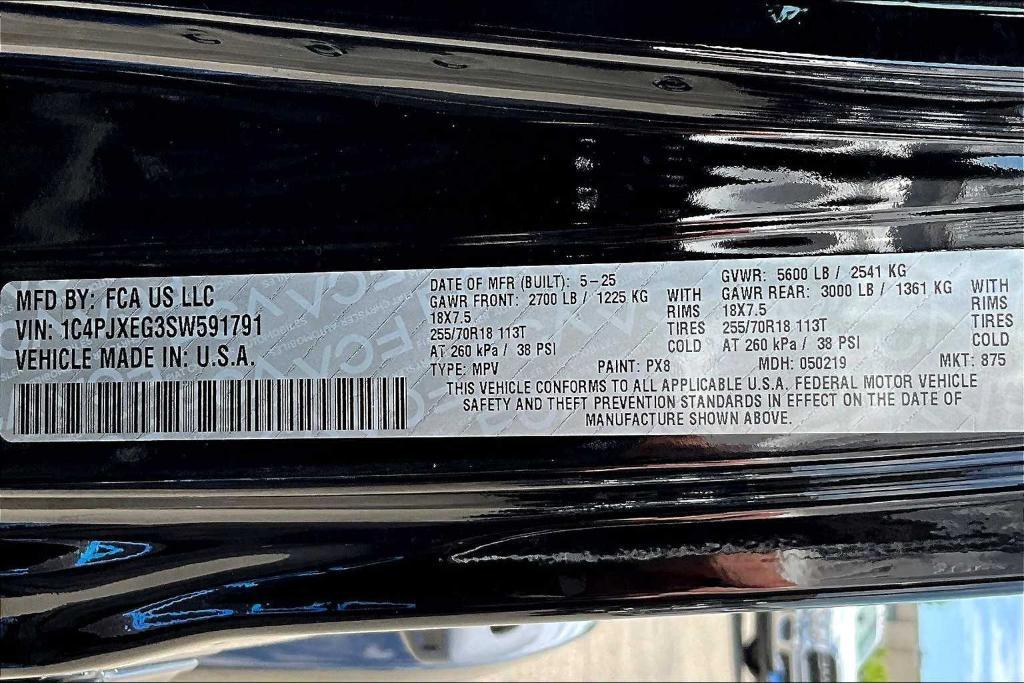 MFD BY: FCA US LLC
VIN: 1C4PJXEG3SW591791
VEHICLE MADE IN: U.S.A.
DATE OF MFR (BUILT): 5-25
GAWR FRONT: 2700 LB / 1225 KG WITH
18X7.5 RIMS
255/70R18 113T TIRES
AT 260 kPa / 38 PSI COLD
GVWR: 5600 LB / 2541 KG
GAWR REAR: 3000 LB / 1361 KG WITH
18X7.5 RIMS
255/70R18 113T TIRES
AT 260 kPa / 38 PSI COLD
TYPE: MPV PAINT: PX8 MDH: 050219 MKT: 875
THIS VEHICLE CONFORMS TO ALL APPLICABLE U.S.A. FEDERAL MOTOR VEHICLE
SAFETY AND THEFT PREVENTION STANDARDS IN EFFECT ON THE DATE OF
MANUFACTURE SHOWN ABOVE.